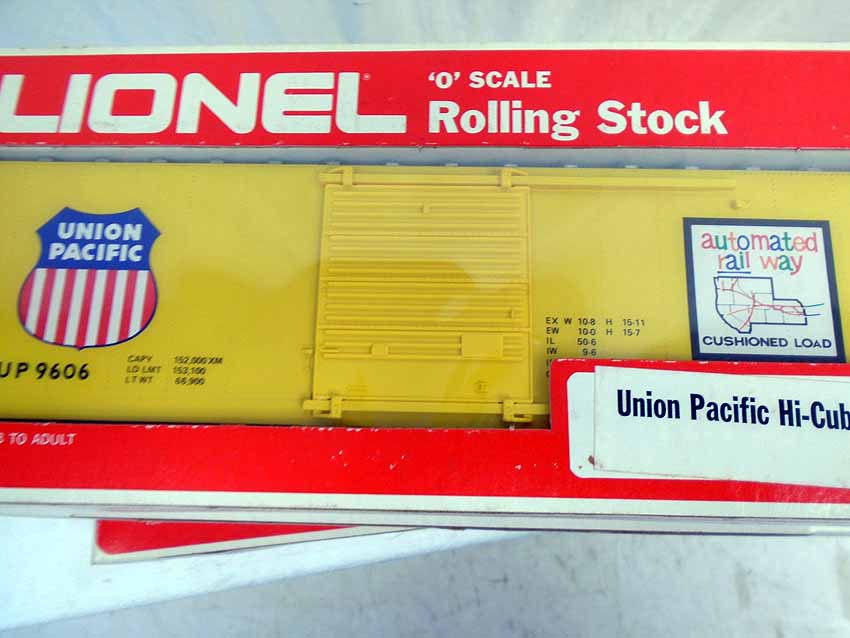 LIONEL
'O' SCALE
Rolling Stock
UNION
PACIFIC
UP 9606
CAPY 152,000 XM
LD LMT 153,100
LT WT 66,900
EX W 10-8 H 15-11
EW 10-0 H 15-7
IL 50-6
IW 9-6
automated
rail way
CUSHIONED LOAD
Union Pacific Hi-Cub
8 TO ADULT